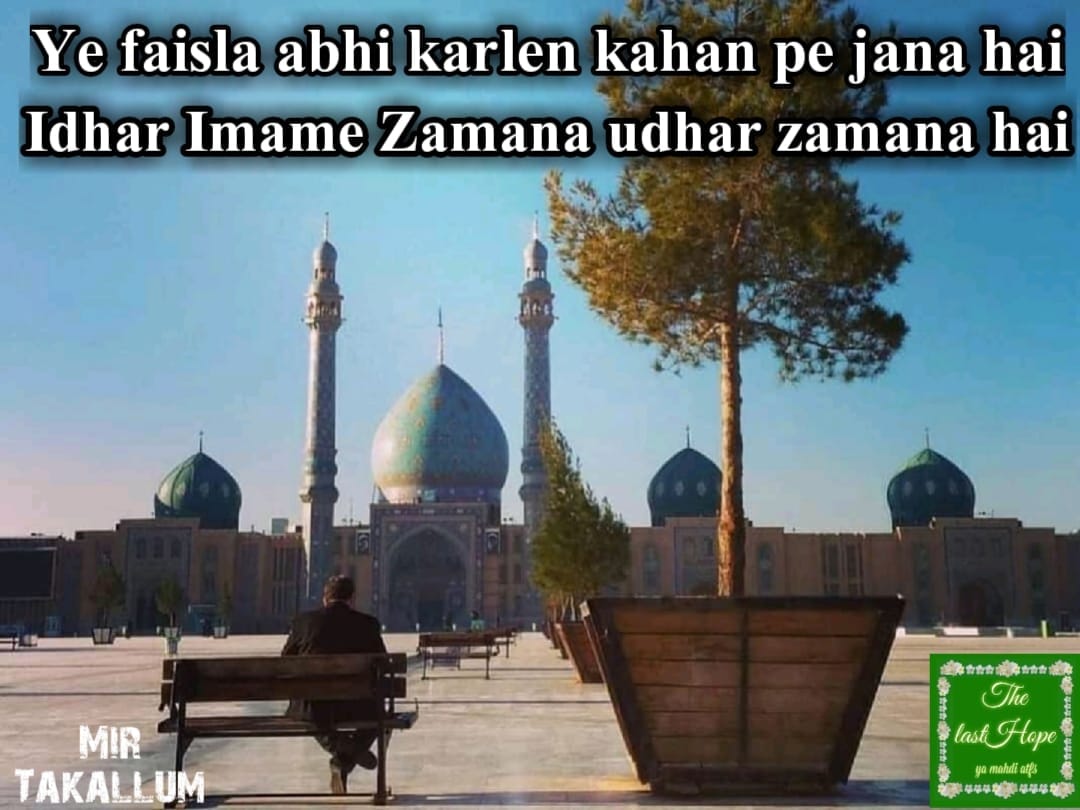 Ye faisla abhi karlen kahan pe jana hai
Idhar Imame Zamana udhar zamana hai
MIR
TAKALLUM
The
last Hope
ya mahdi atfs